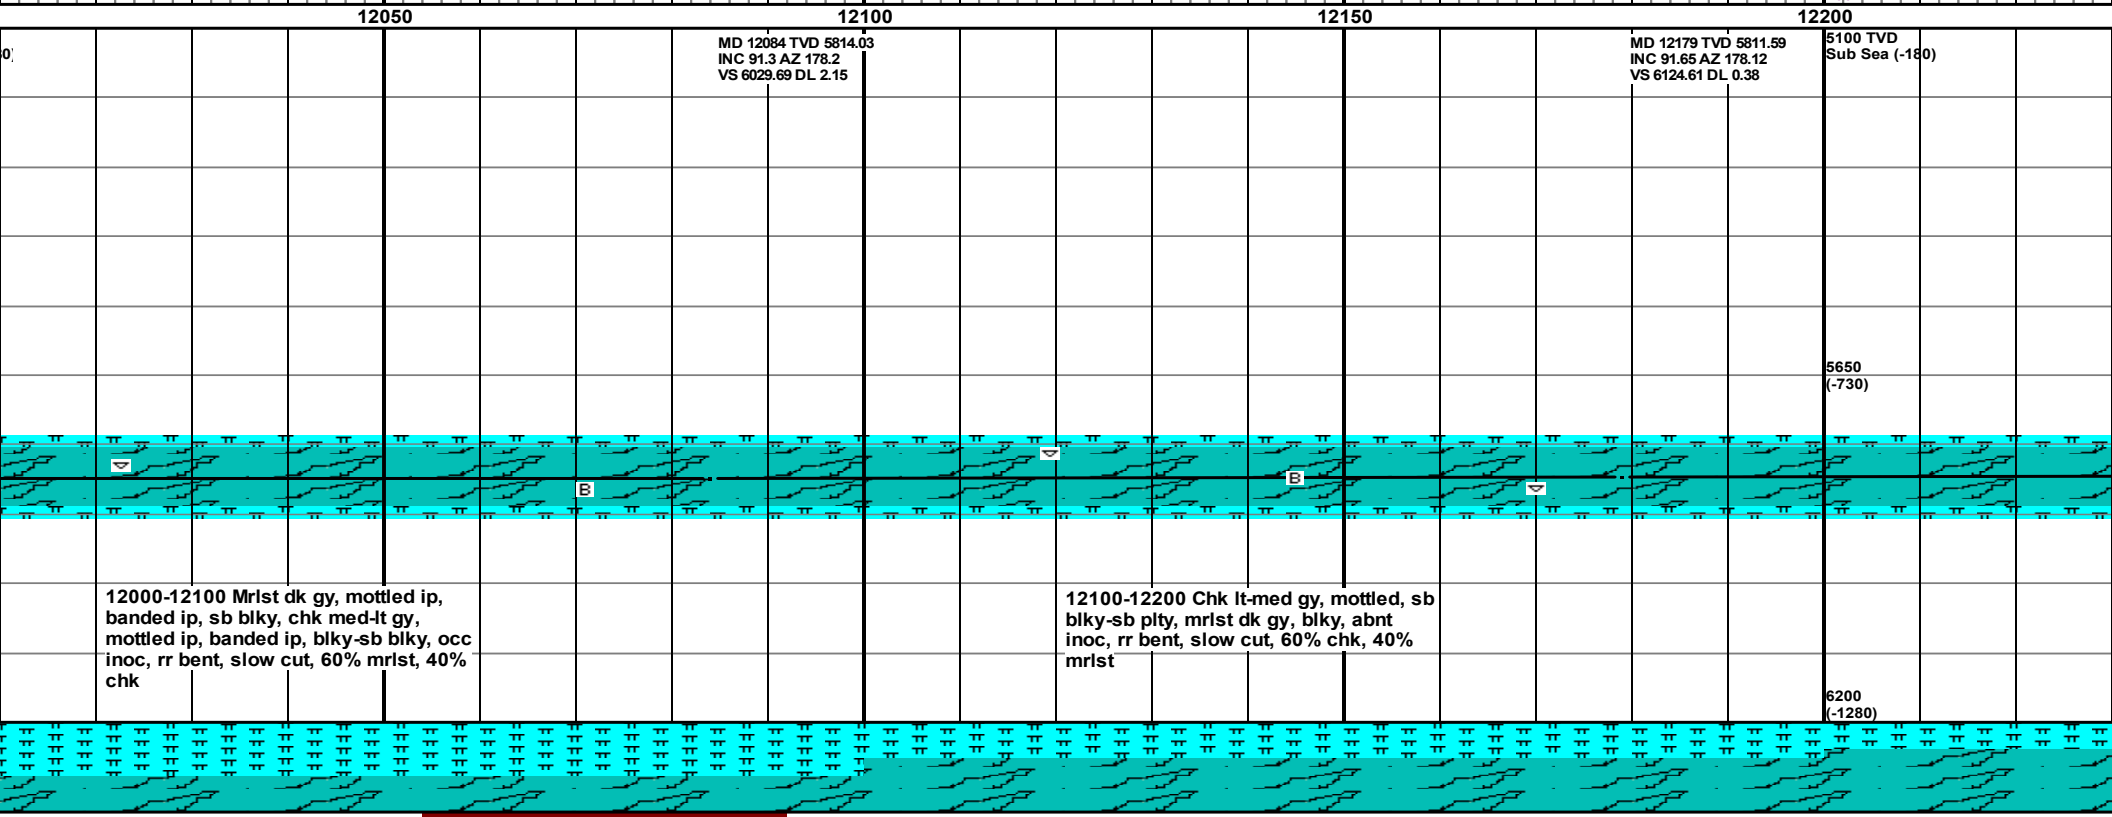 12050
12100
12150
12200
MD 12084 TVD 5814.03
INC 91.3 AZ 178.2
VS 6029.69 DL 2.15
MD 12179 TVD 5811.59
INC 91.65 AZ 178.12
VS 6124.61 DL 0.38
5100 TVD
Sub Sea (-180)
5650
(-730)
B
B
12000-12100 Mrlst dk gy, mottled ip,
banded ip, sb blky, chk med-lt gy,
mottled ip, banded ip, blky-sb blky, occ
inoc, rr bent, slow cut, 60% mrlst, 40%
chk
12100-12200 Chk lt-med gy, mottled, sb
blky-sb plty, mrlst dk gy, blky, abnt
inoc, rr bent, slow cut, 60% chk, 40%
mrlst
6200
(-1280)